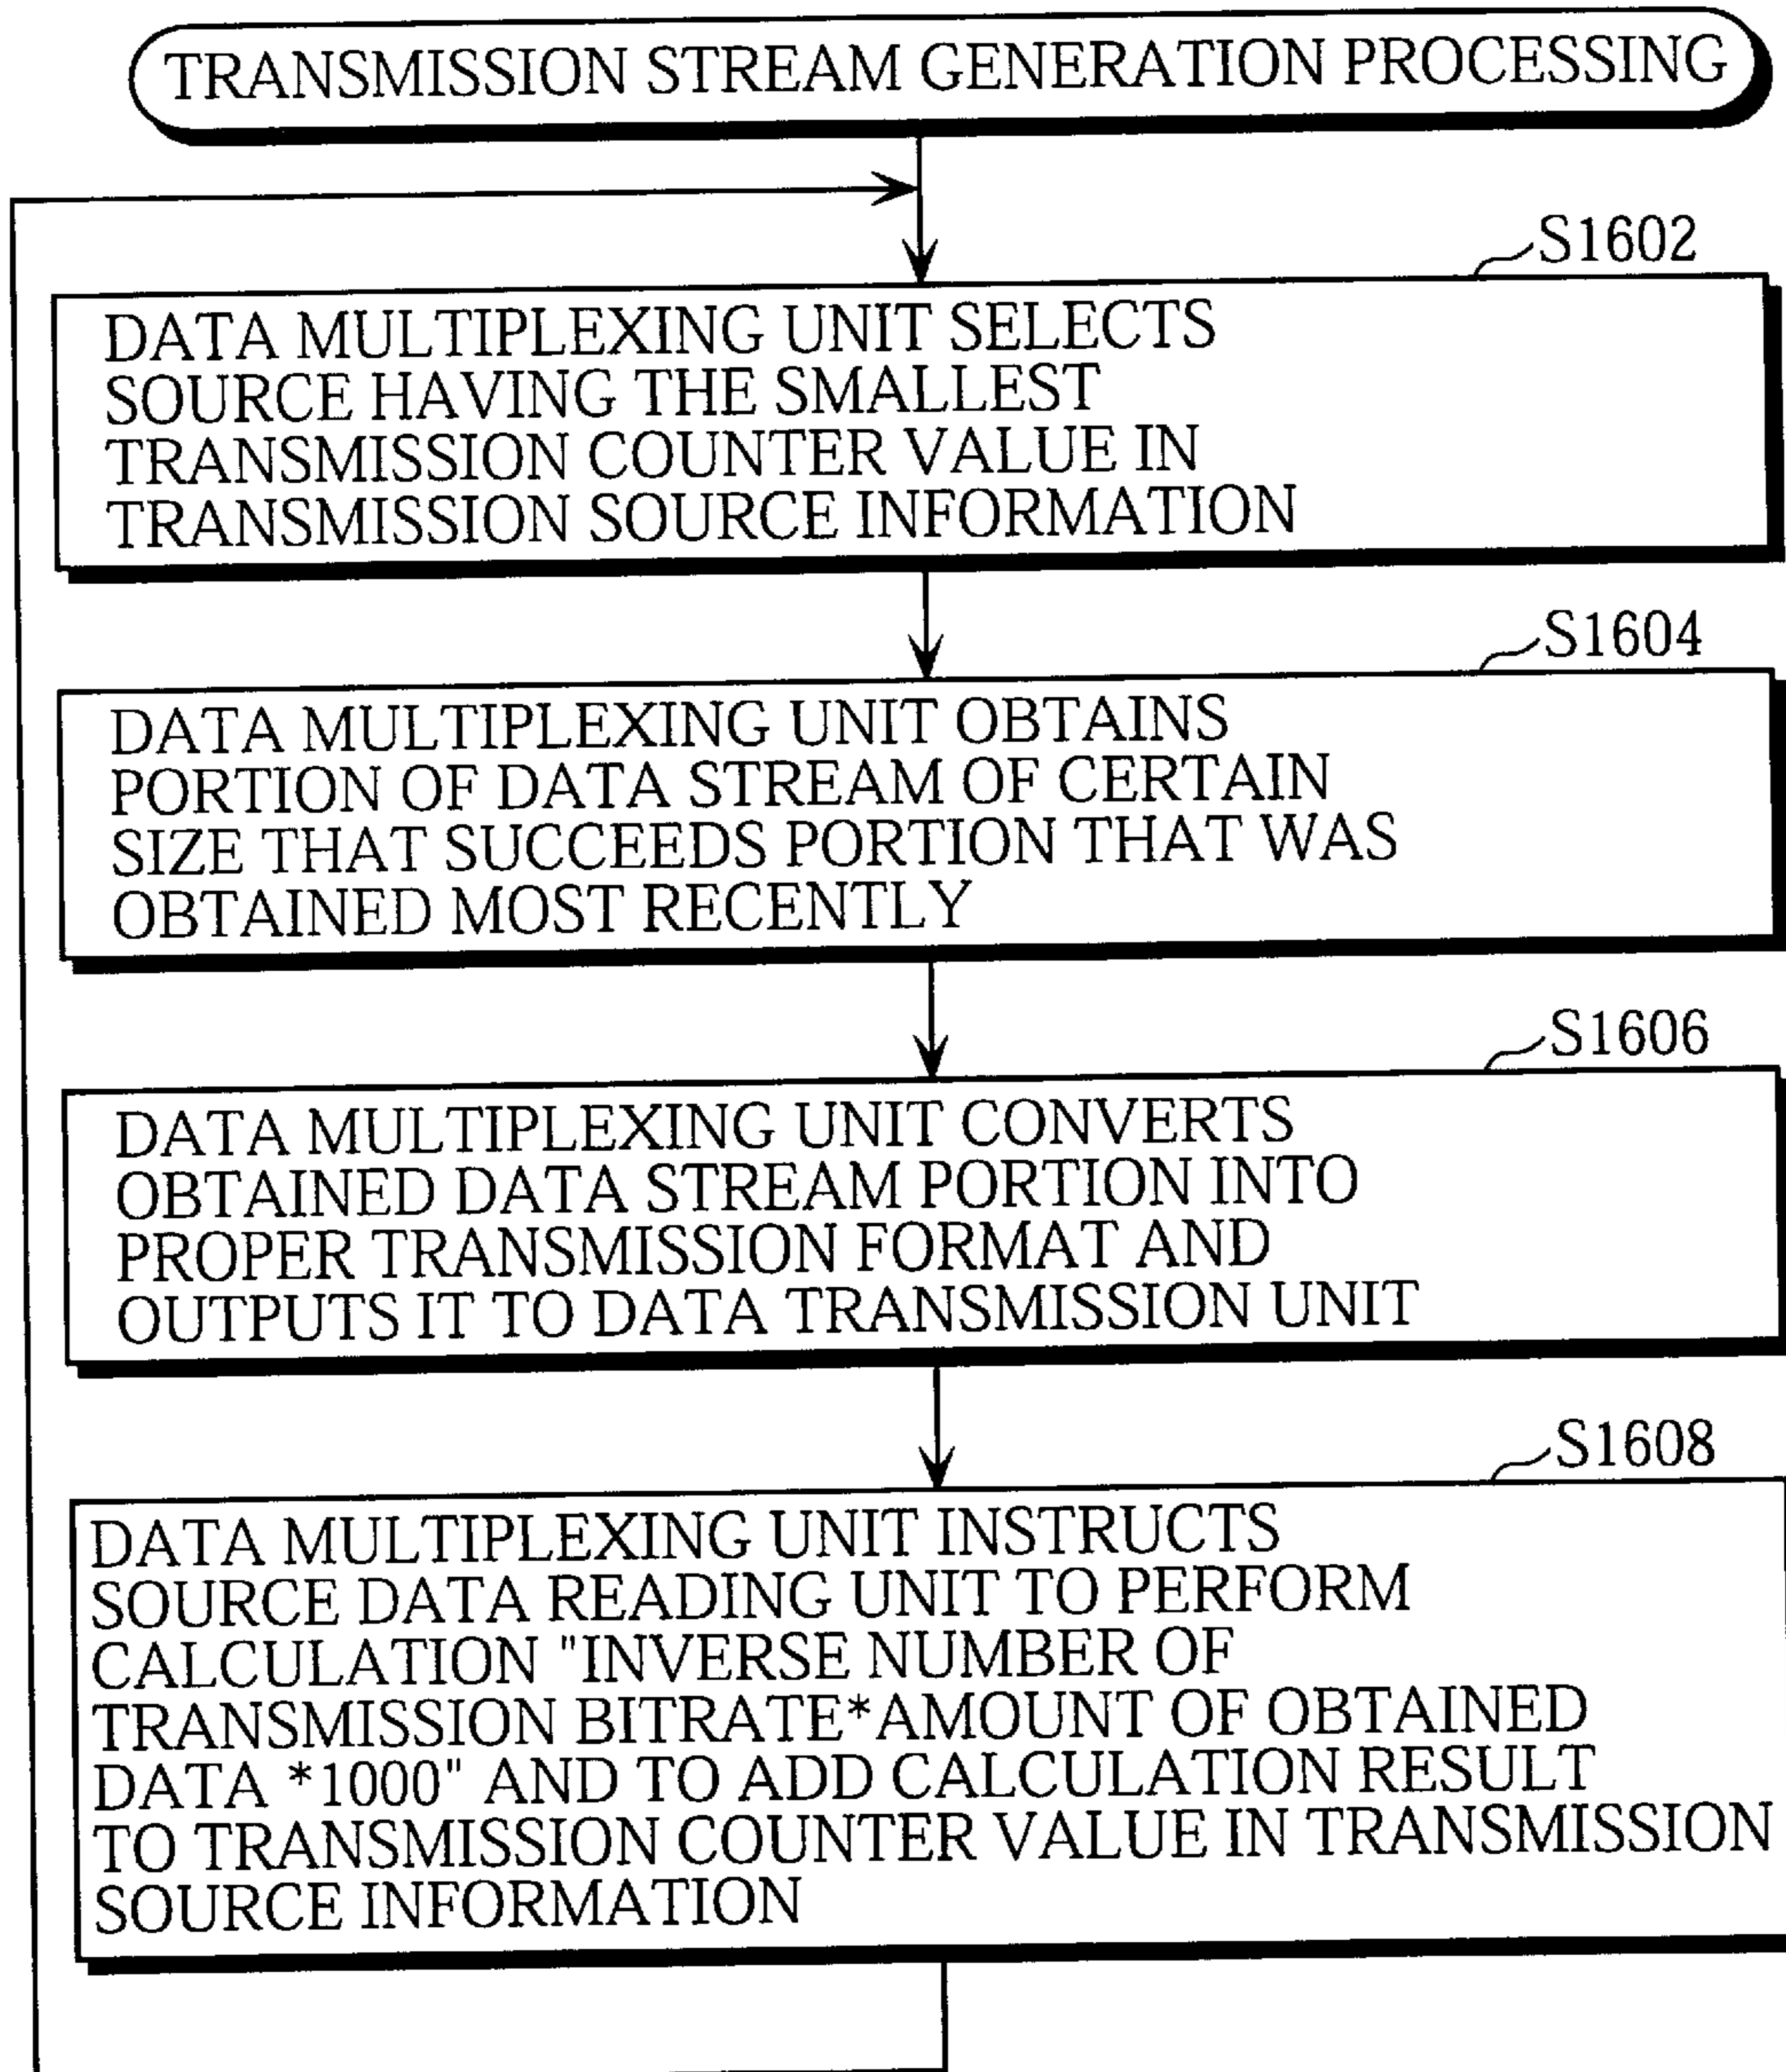 TRANSMISSION STREAM GENERATION PROCESSING
S1602
DATA MULTIPLEXING UNIT SELECTS
SOURCE HAVING THE SMALLEST
TRANSMISSION COUNTER VALUE IN
TRANSMISSION SOURCE INFORMATION
S1604
DATA MULTIPLEXING UNIT OBTAINS
PORTION OF DATA STREAM OF CERTAIN
SIZE THAT SUCCEEDS PORTION THAT WAS
OBTAINED MOST RECENTLY
S1606
DATA MULTIPLEXING UNIT CONVERTS
OBTAINED DATA STREAM PORTION INTO
PROPER TRANSMISSION FORMAT AND
OUTPUTS IT TO DATA TRANSMISSION UNIT
S1608
DATA MULTIPLEXING UNIT INSTRUCTS
SOURCE DATA READING UNIT TO PERFORM
CALCULATION "INVERSE NUMBER OF
TRANSMISSION BITRATE*AMOUNT OF OBTAINED
DATA *1000" AND TO ADD CALCULATION RESULT
TO TRANSMISSION COUNTER VALUE IN TRANSMISSION
SOURCE INFORMATION